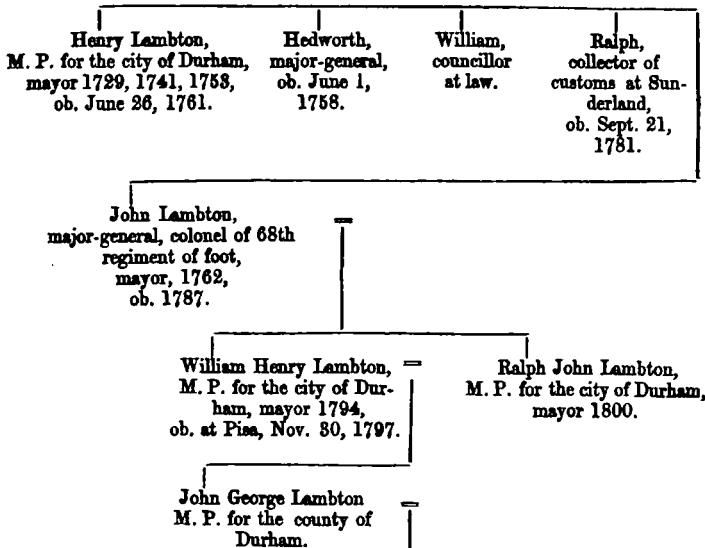 Henry Lambton,
M. P. for the city of Durham,
mayor 1729, 1741, 1753,
ob. June 26, 1761.
Hedworth,
major-general,
ob. June 1,
1758.
William,
councillor
at law.
Ralph,
collector of
customs at Sun-
derland,
ob. Sept. 21,
1781.
John Lambton,
major-general, colonel of 68th
regiment of foot,
mayor, 1762,
ob. 1787.
William Henry Lambton,
M. P. for the city of Dur-
ham, mayor 1794,
ob. at Pisa, Nov. 30, 1797.
Ralph John Lambton,
M. P. for the city of Durham,
mayor 1800.
John George Lambton
M. P. for the county of
Durham.